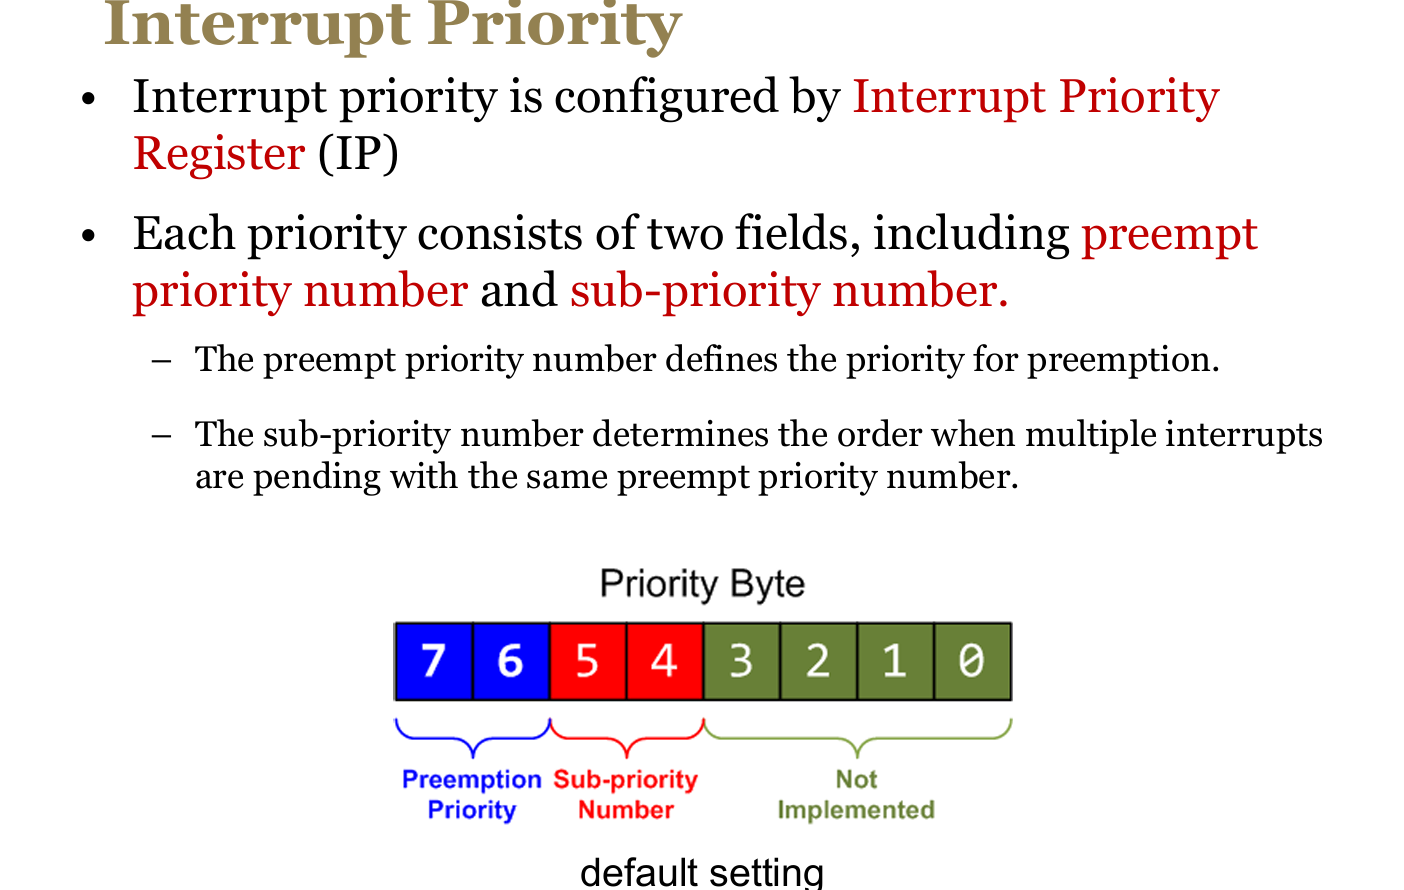 Interrupt Priority
• Interrupt priority is configured by Interrupt Priority
Register (IP)
• Each priority consists of two fields, including preempt
priority number and sub-priority number.
– The preempt priority number defines the priority for preemption.
– The sub-priority number determines the order when multiple interrupts
are pending with the same preempt priority number.
Priority Byte
7 6 5 4 3 2 1 0
Preemption Sub-priority Not
Priority Number Implemented
default setting